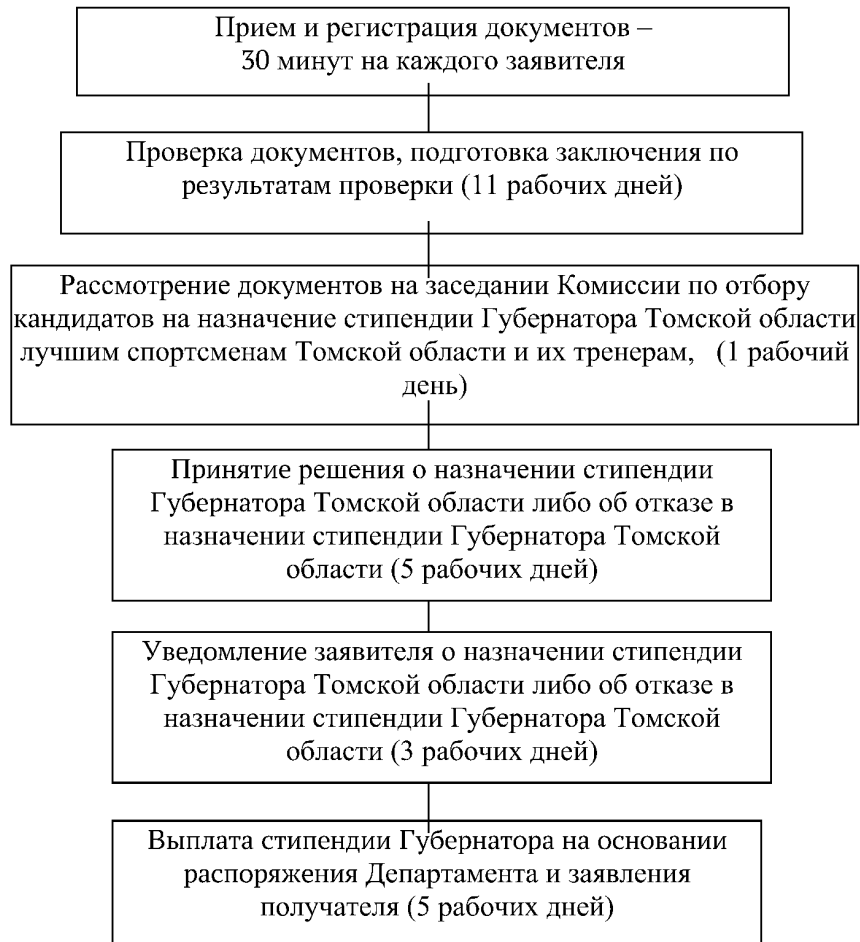 Прием и регистрация документов –
30 минут на каждого заявителя
Проверка документов, подготовка заключения по
результатам проверки (11 рабочих дней)
Рассмотрение документов на заседании Комиссии по отбору
кандидатов на назначение стипендии Губернатора Томской области
лучшим спортсменам Томской области и их тренерам, (1 рабочий
день)
Принятие решения о назначении стипендии
Губернатора Томской области либо об отказе в
назначении стипендии Губернатора Томской
области (5 рабочих дней)
Уведомление заявителя о назначении стипендии
Губернатора Томской области либо об отказе в
назначении стипендии Губернатора Томской
области (3 рабочих дней)
Выплата стипендии Губернатора на основании
распоряжения Департамента и заявления
получателя (5 рабочих дней)